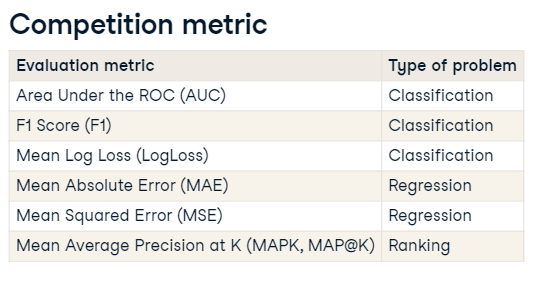 Competition metric
Evaluation metric Type of problem
Area Under the ROC (AUC) Classification
F1 Score (F1) Classification
Mean Log Loss (LogLoss) Classification
Mean Absolute Error (MAE) Regression
Mean Squared Error (MSE) Regression
Mean Average Precision at K (MAPK, MAP@K) Ranking